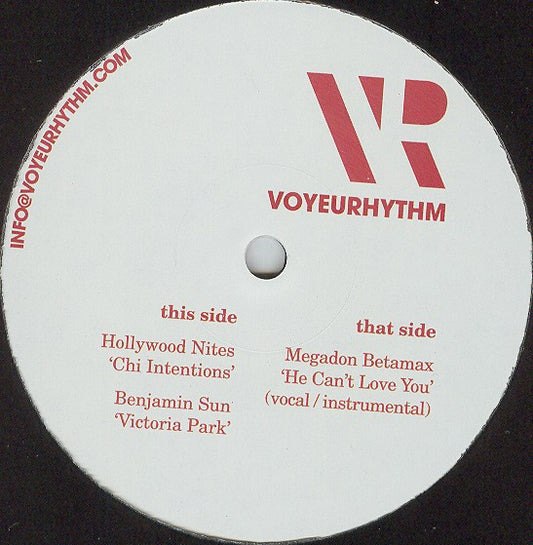 INFO@VOYEURHYTHM.COM
VR
VOYEURHYTHM
this side
Hollywood Nites
‘Chi Intentions’
Benjamin Sun
‘Victoria Park’
that side
Megadon Betamax
‘He Can’t Love You’
(vocal / instrumental)